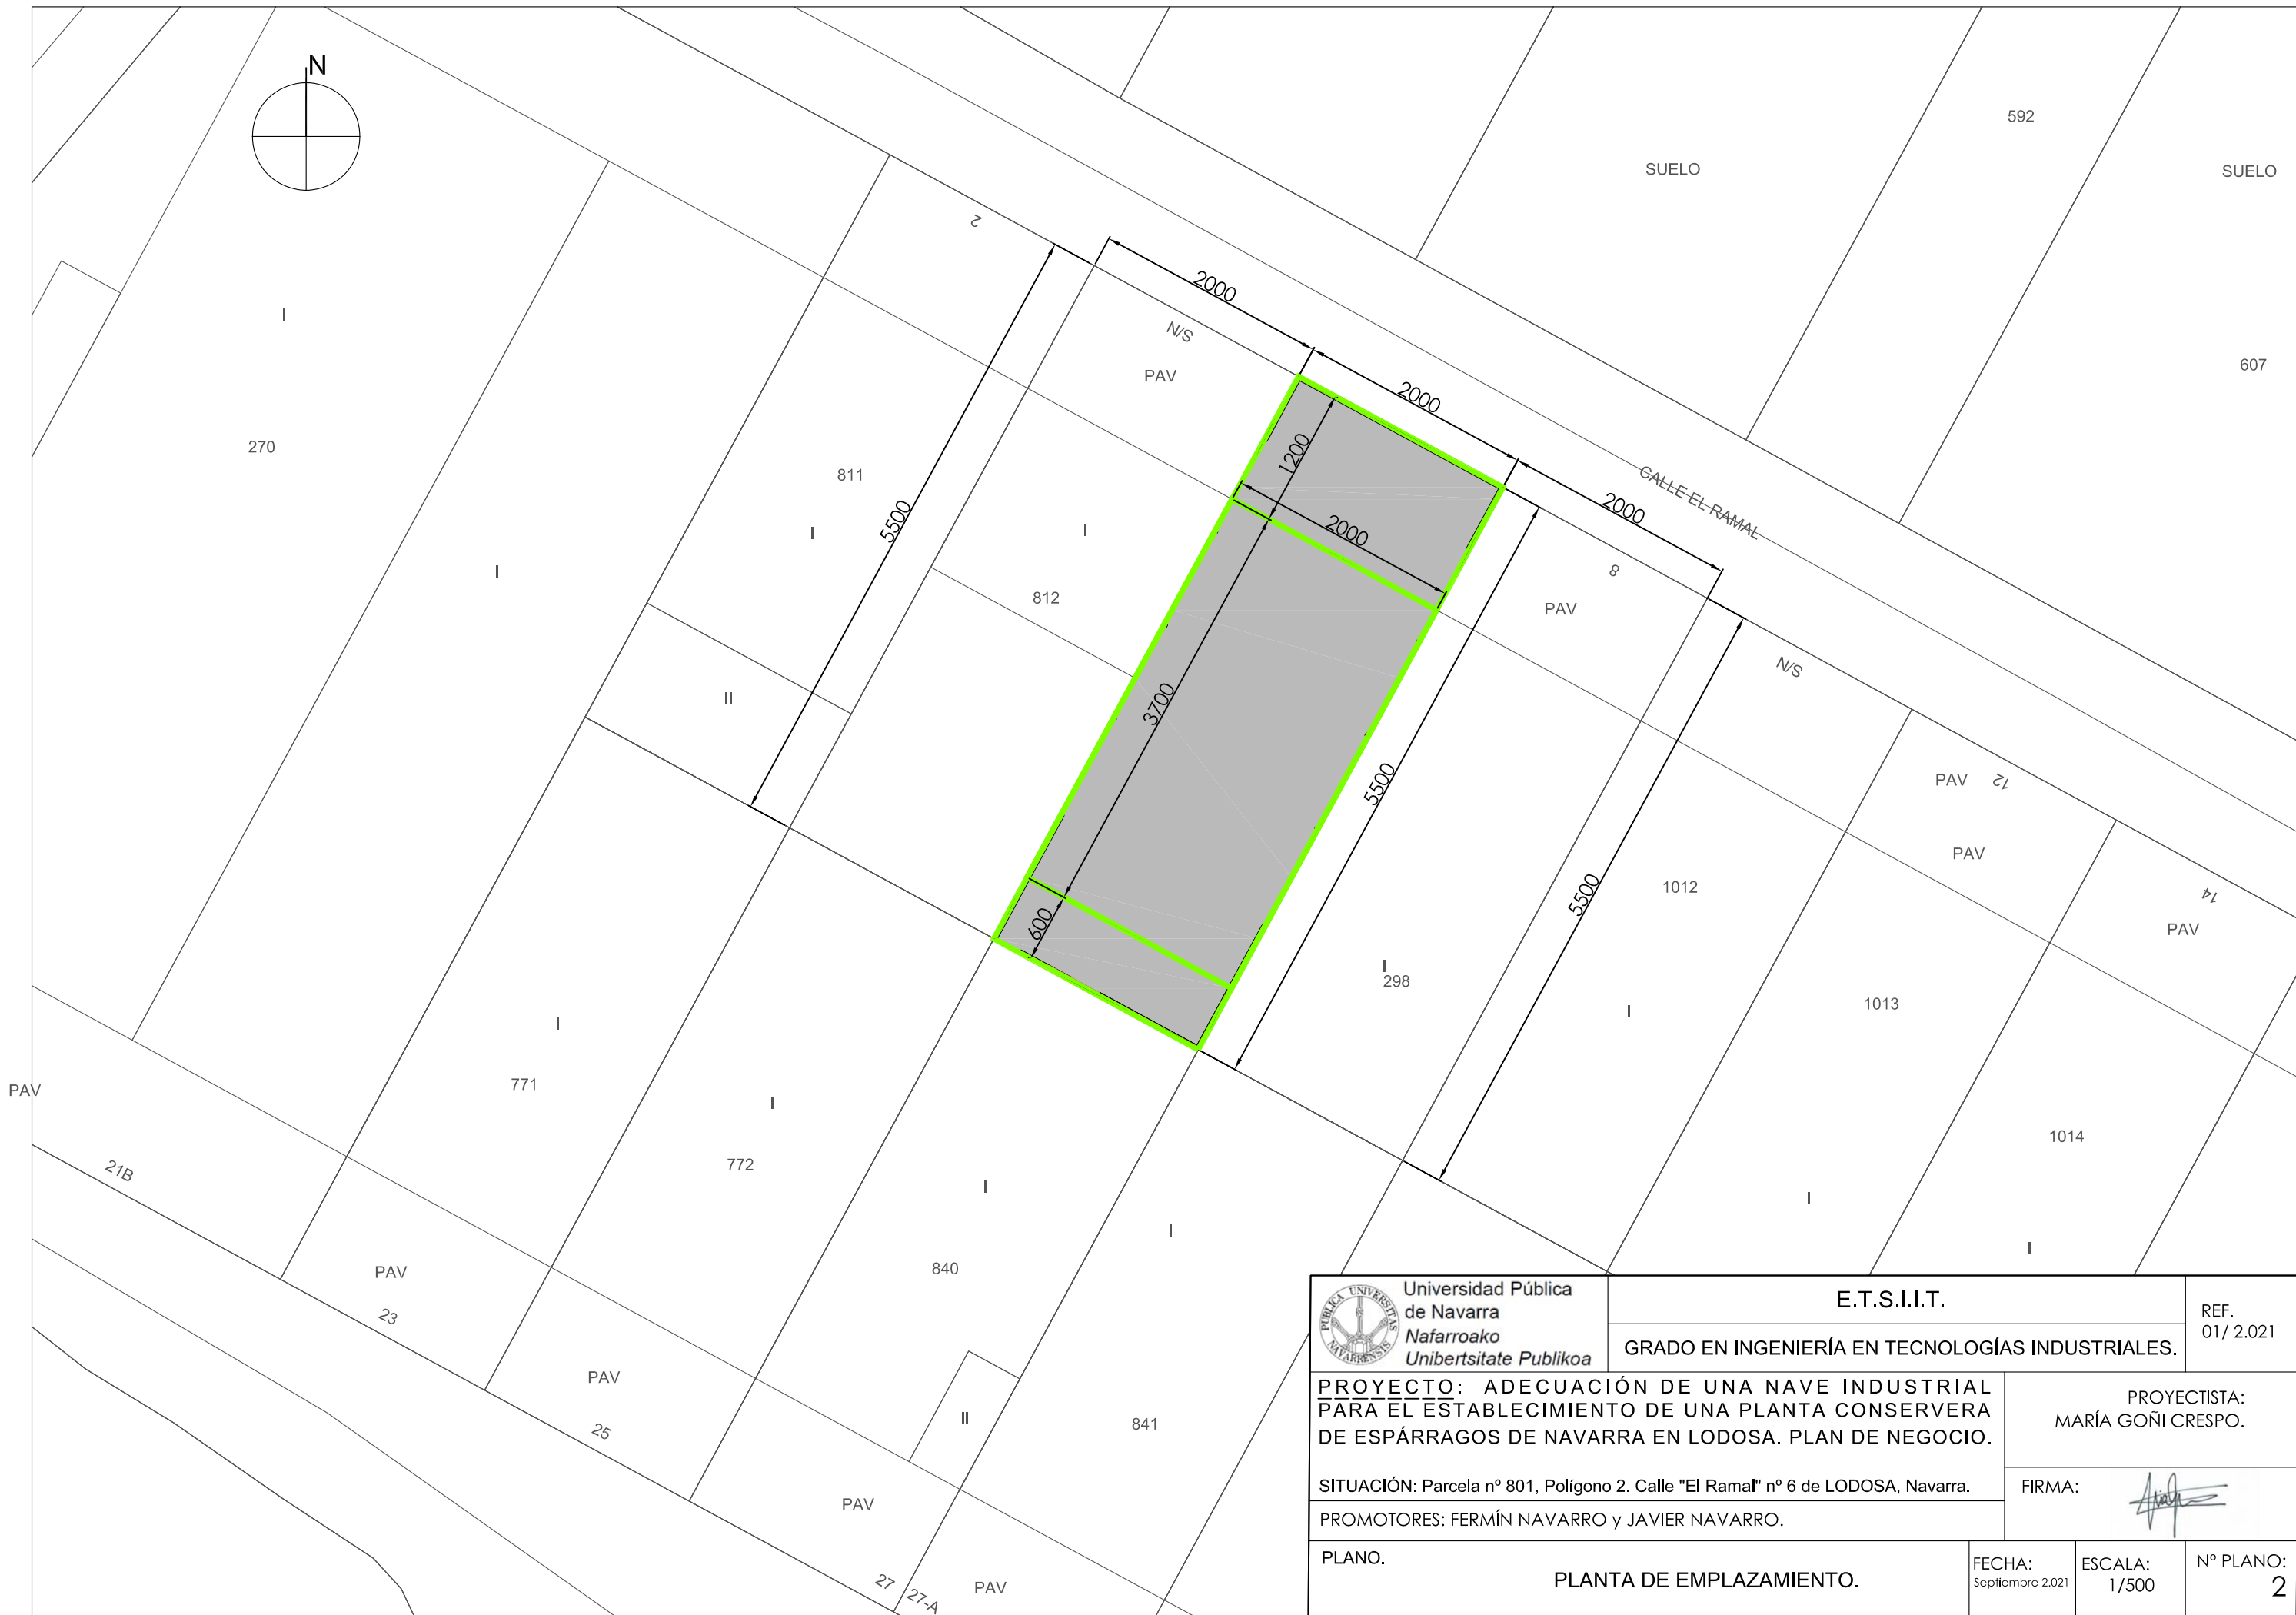 N
592
SUELO
SUELO
2
2000
I
N/S
PAV
607
2000
270
1200
811
CALLE EL RAMAL
2000
5500
2000
I
I
I
8
812
PAV
N/S
II
3700
PAV
12
5500
PAV
1012
5500
14
600
PAV
I
298
1013
I
I
PAV
771
I
1014
21B
772
I
I
I
I
840
PAV
23
PAV
II
841
25
PAV
27
27-A
PAV
PUBLICA UNIVERSITAS NAVARRENSIS
Universidad Pública
de Navarra
Nafarroako
Unibertsitate Publikoa
E.T.S.I.I.T.
GRADO EN INGENIERÍA EN TECNOLOGÍAS INDUSTRIALES.
REF.
01/ 2.021
PROYECTO: ADECUACIÓN DE UNA NAVE INDUSTRIAL
PARA EL ESTABLECIMIENTO DE UNA PLANTA CONSERVERA
DE ESPÁRRAGOS DE NAVARRA EN LODOSA. PLAN DE NEGOCIO.
SITUACIÓN: Parcela nº 801, Polígono 2. Calle "El Ramal" nº 6 de LODOSA, Navarra.
PROMOTORES: FERMÍN NAVARRO y JAVIER NAVARRO.
PROYECTISTA:
MARÍA GOÑI CRESPO.
FIRMA:
PLANO.
PLANTA DE EMPLAZAMIENTO.
FECHA:
Septiembre 2.021
ESCALA:
1/500
Nº PLANO:
2